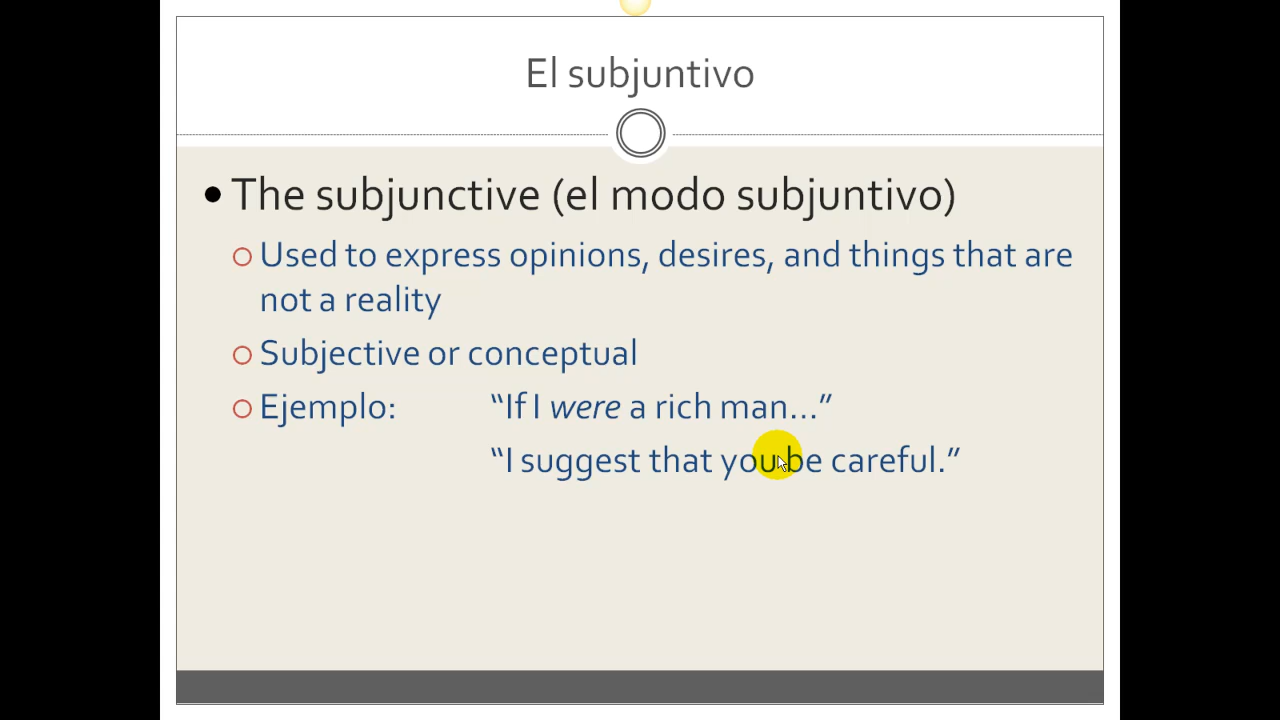 El subjuntivo
The subjunctive (el modo subjuntivo)
Used to express opinions, desires, and things that are
not a reality
Subjective or conceptual
Ejemplo: “If I were a rich man…”
“I suggest that you be careful.”